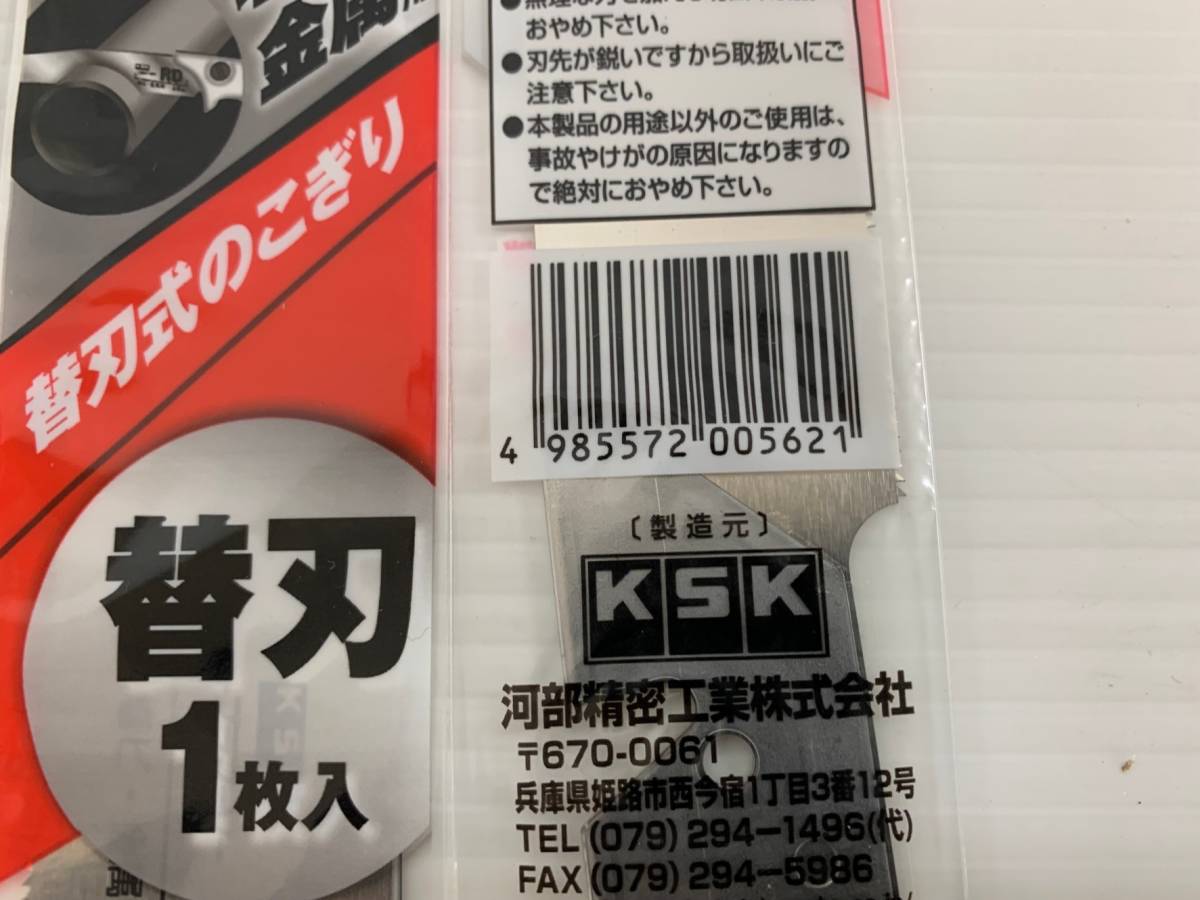 金属
RD
替刃式のこぎり
替刃
1枚入
おやめ下さい。
●刃先が鋭いですから取扱いにご
注意下さい。
●本製品の用途以外のご使用は、
事故やけがの原因になりますの
で絶対におやめ下さい。
4 985572 005621
〔製造元〕
KSK
河部精密工業株式会社
〒670-0061
兵庫県姫路市西今宿1丁目3番12号
TEL (079) 294-1496(代)
FAX (079) 294-5986